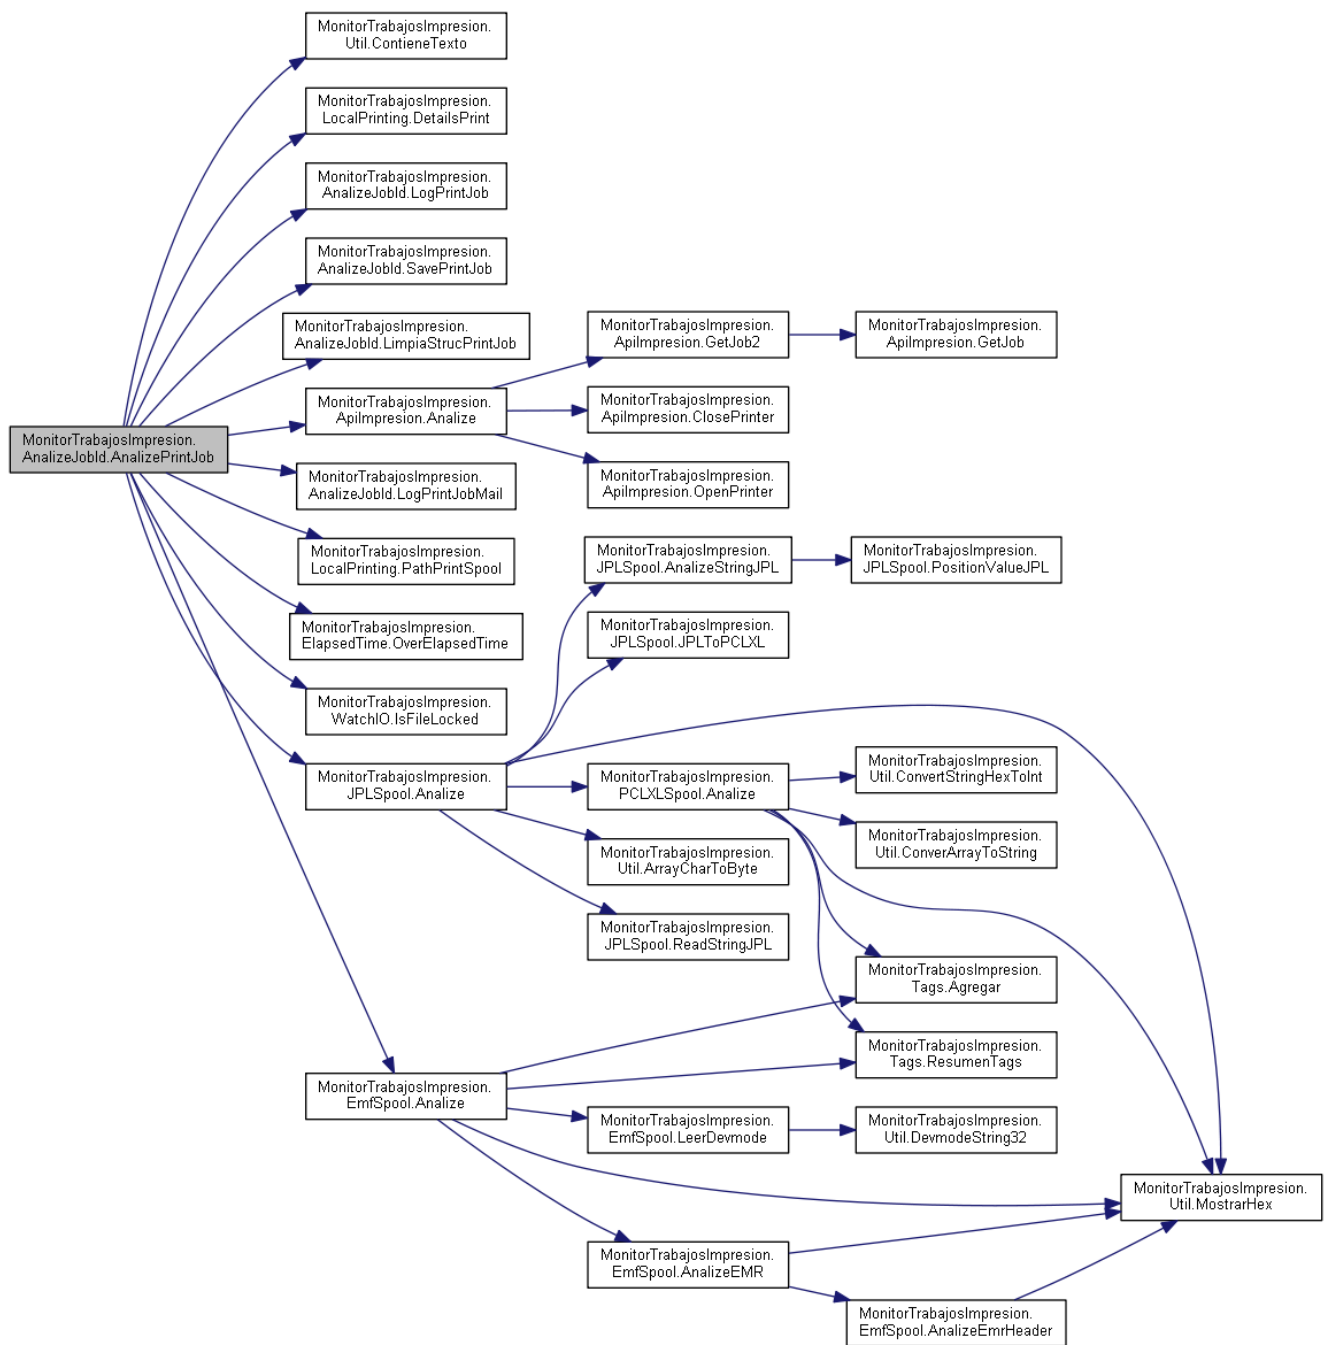 MonitorTrabajosImpresion.
Util.ContieneTexto
MonitorTrabajosImpresion.
LocalPrinting.DetailsPrint
MonitorTrabajosImpresion.
AnalizeJobId.LogPrintJob
MonitorTrabajosImpresion.
AnalizeJobId.SavePrintJob
MonitorTrabajosImpresion.
AnalizeJobId.LimpiaStrucPrintJob
MonitorTrabajosImpresion.
ApiImpresion.GetJob2
MonitorTrabajosImpresion.
ApiImpresion.GetJob
MonitorTrabajosImpresion.
ApiImpresion.Analize
MonitorTrabajosImpresion.
ApiImpresion.ClosePrinter
MonitorTrabajosImpresion.
AnalizeJobId.AnalizePrintJob
MonitorTrabajosImpresion.
AnalizeJobId.LogPrintJobMail
MonitorTrabajosImpresion.
ApiImpresion.OpenPrinter
MonitorTrabajosImpresion.
LocalPrinting.PathPrintSpool
MonitorTrabajosImpresion.
JPLSpool.AnalizeStringJPL
MonitorTrabajosImpresion.
JPLSpool.PositionValueJPL
MonitorTrabajosImpresion.
ElapsedTime.OverElapsedTime
MonitorTrabajosImpresion.
JPLSpool.JPLToPCLXL
MonitorTrabajosImpresion.
WatchIO.IsFileLocked
MonitorTrabajosImpresion.
JPLSpool.Analize
MonitorTrabajosImpresion.
PCLXLSpool.Analize
MonitorTrabajosImpresion.
Util.ConvertStringHexToInt
MonitorTrabajosImpresion.
Util.ConverArrayToString
MonitorTrabajosImpresion.
Util.ArrayCharToByte
MonitorTrabajosImpresion.
JPLSpool.ReadStringJPL
MonitorTrabajosImpresion.
Tags.Agregar
MonitorTrabajosImpresion.
Tags.ResumenTags
MonitorTrabajosImpresion.
EmfSpool.Analize
MonitorTrabajosImpresion.
EmfSpool.LeerDevmode
MonitorTrabajosImpresion.
Util.DevmodeString32
MonitorTrabajosImpresion.
Util.MostrarHex
MonitorTrabajosImpresion.
EmfSpool.AnalizeEMR
MonitorTrabajosImpresion.
EmfSpool.AnalizeEmrHeader